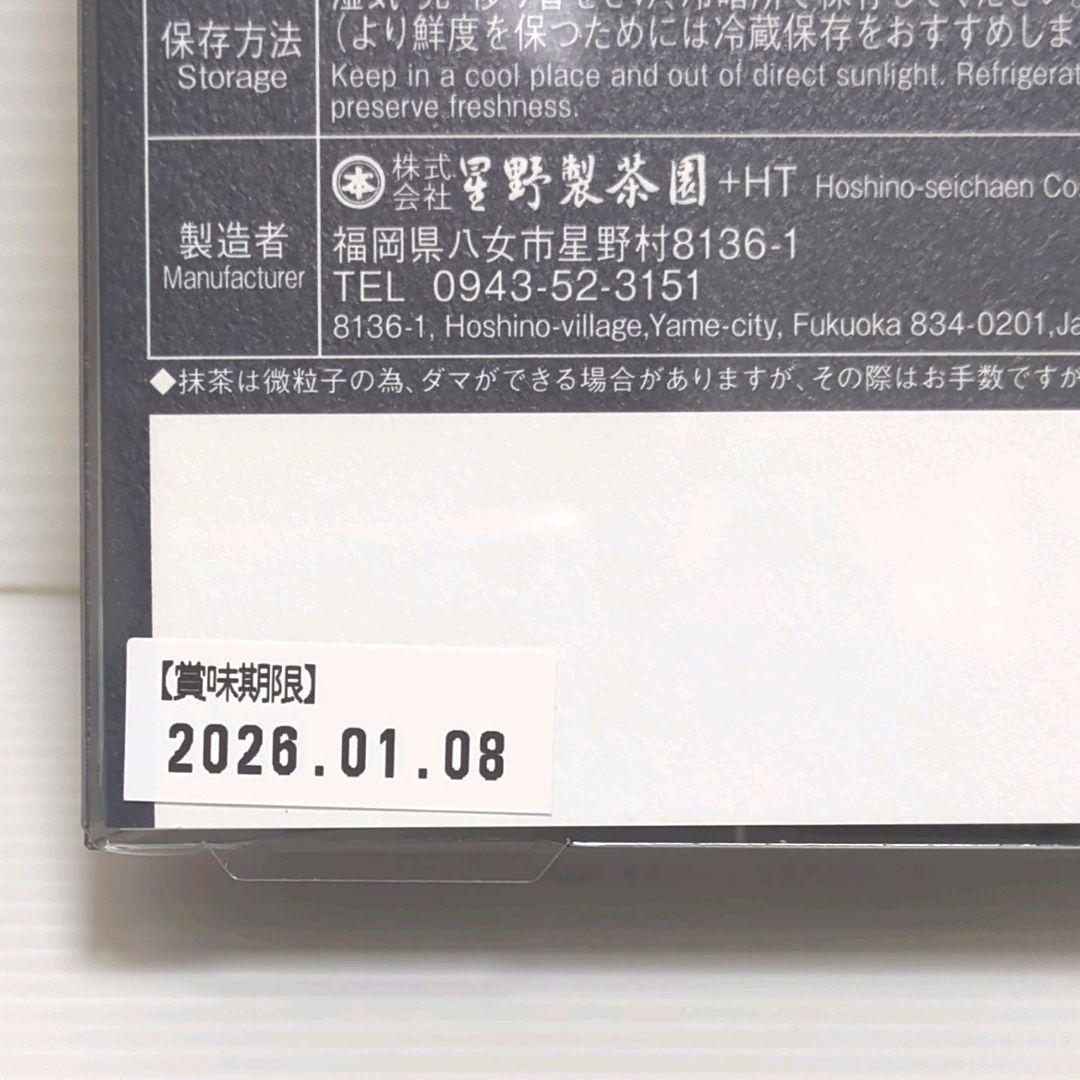 保存方法
Storage
(より鮮度を保つためには冷蔵保存をおすすめしま
Keep in a cool place and out of direct sunlight. Refrigerat
preserve freshness.
製造者
Manufacturer
本 株式会社 星野製茶園 +HT Hoshino-seichaen Co
福岡県八女市星野村8136-1
TEL 0943-52-3151
8136-1, Hoshino-village,Yame-city, Fukuoka 834-0201,Ja
◆抹茶は微粒子の為、ダマができる場合がありますが、その際はお手数ですが
【賞味期限】
2026.01.08